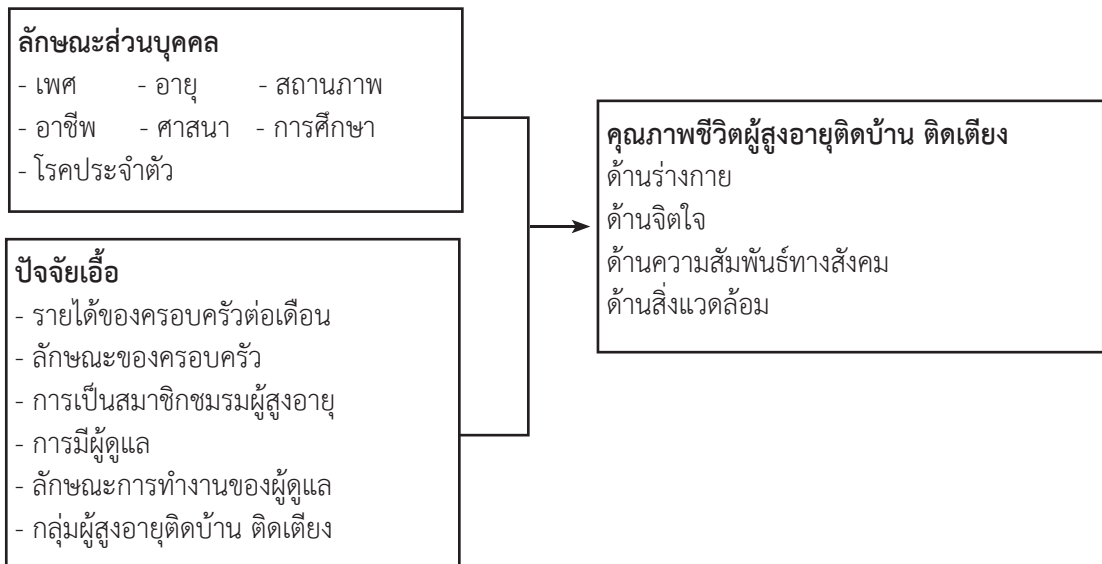 ลักษณะส่วนบุคคล
- เพศ - อายุ - สถานภาพ
- อาชีพ - ศาสนา - การศึกษา
- โรคประจำตัว
ปัจจัยเอื้อ
- รายได้ของครอบครัวต่อเดือน
- ลักษณะของครอบครัว
- การเป็นสมาชิกชมรมผู้สูงอายุ
- การมีผู้ดูแล
- ลักษณะการทำงานของผู้ดูแล
- กลุ่มผู้สูงอายุติดบ้าน ติดเตียง
คุณภาพชีวิตผู้สูงอายุติดบ้าน ติดเตียง
ด้านร่างกาย
ด้านจิตใจ
ด้านความสัมพันธ์ทางสังคม
ด้านสิ่งแวดล้อม